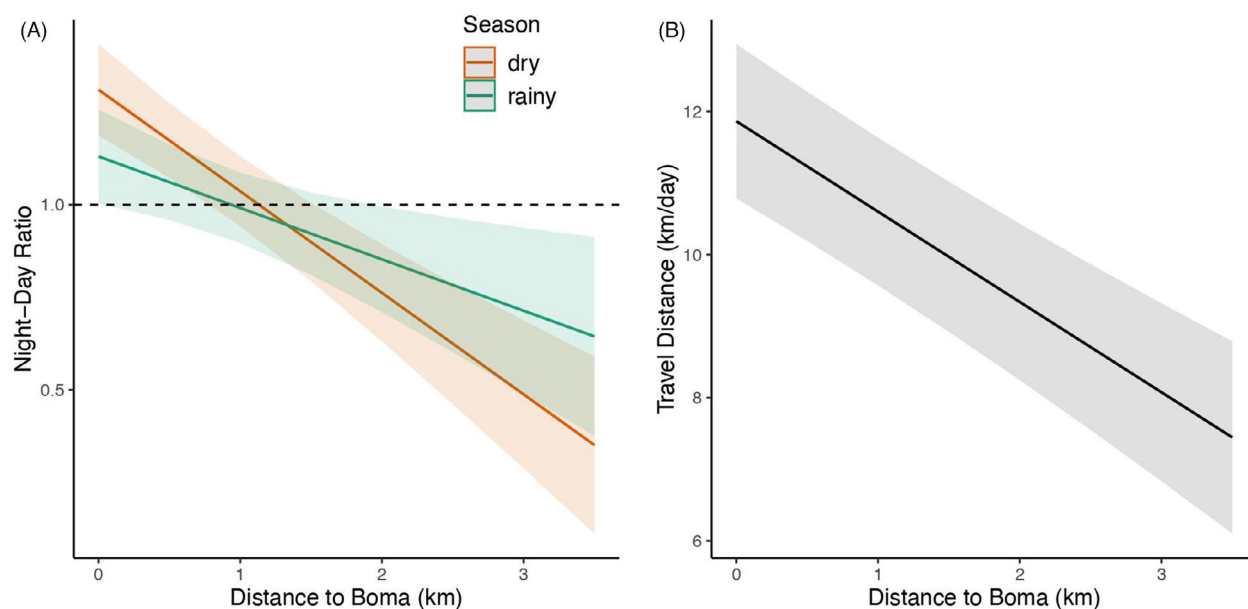 (A)
Season
dry
rainy
Night–Day Ratio
1.0
0.5
0
1
2
3
Distance to Boma (km)
(B)
Travel Distance (km/day)
12
10
8
6
0
1
2
3
Distance to Boma (km)